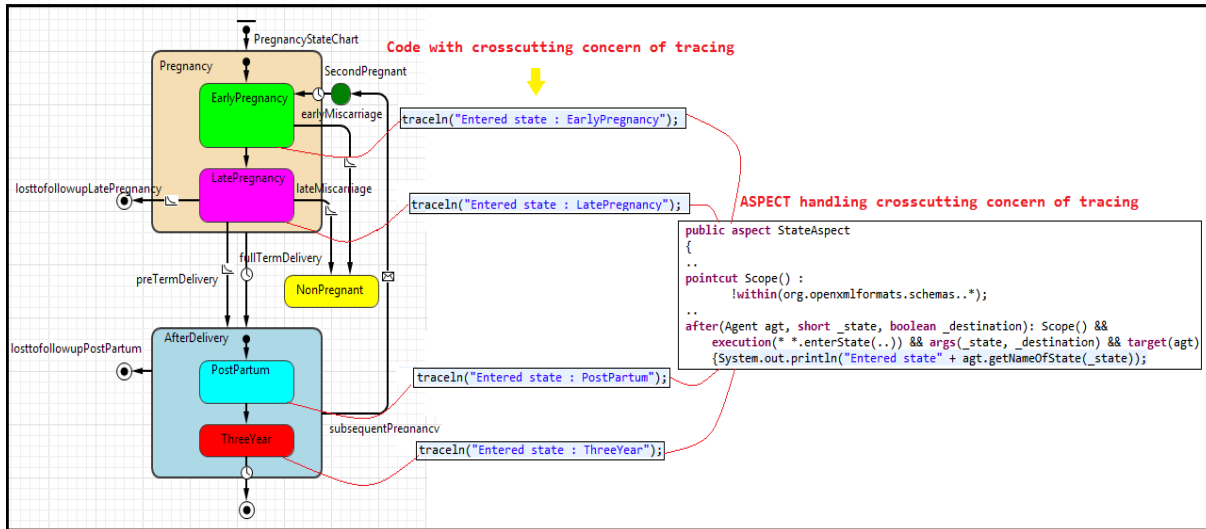 PregnancyStateChart
Code with crosscutting concern of tracing
Pregnancy
SecondPregnant
EarlyPregnancy
earlyMiscarriage
traceln("Entered state : EarlyPregnancy");
LatePregnancy
lateMiscarriage
losttofollowupLatePregnancy
traceln("Entered state : LatePregnancy");
ASPECT handling crosscutting concern of tracing
public aspect StateAspect
{
..
pointcut Scope() :
!within(org.openxmlformats.schemas..*);
..
after(Agent agt, short _state, boolean _destination): Scope() &&
execution(* *.enterState(..)) && args(_state, _destination) && target(agt)
{System.out.println("Entered state" + agt.getNameOfState(_state));
fullTermDelivery
preTermDelivery
NonPregnant
AfterDelivery
losttofollowupPostPartum
PostPartum
traceln("Entered state : PostPartum");
subsequentPregnancy
ThreeYear
traceln("Entered state : ThreeYear");